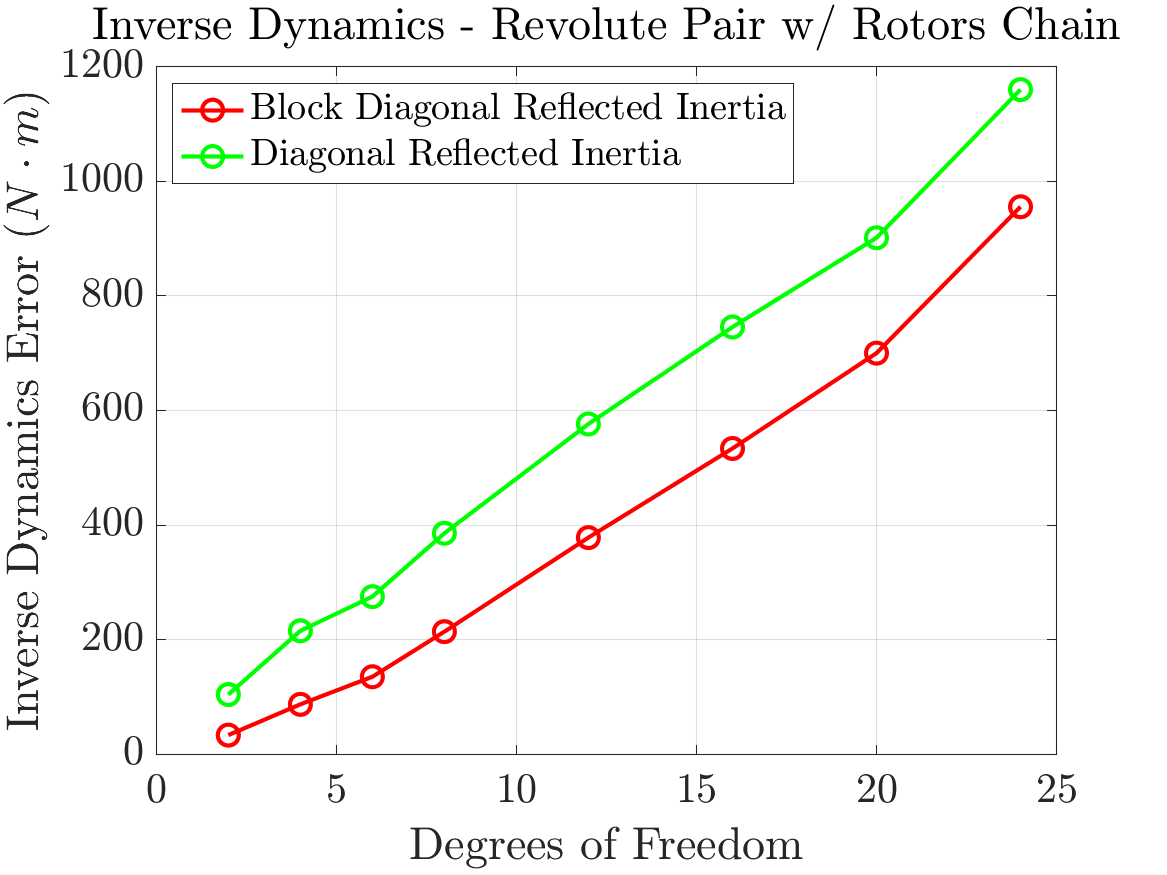 Inverse Dynamics - Revolute Pair w/ Rotors Chain
Inverse Dynamics Error (N · m)
1200
1000
800
600
400
200
0
Block Diagonal Reflected Inertia
Diagonal Reflected Inertia
0 5 10 15 20 25
Degrees of Freedom